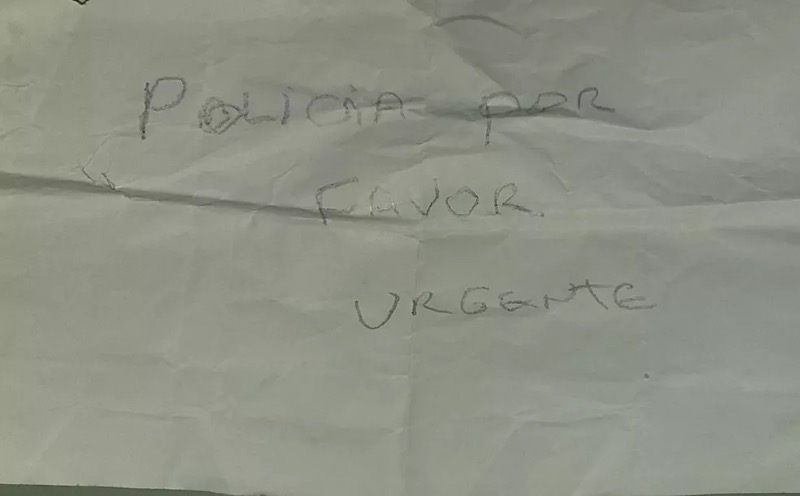 POLICIA POR
FAVOR.
URGENTE